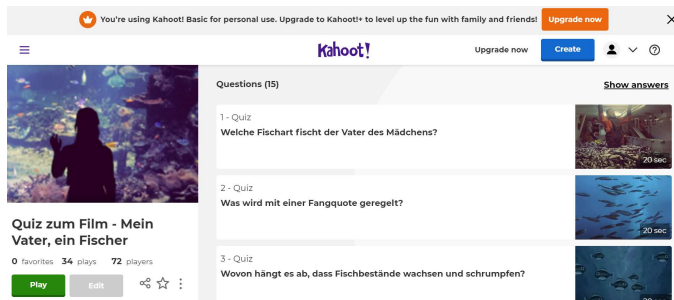 You're using Kahoot! Basic for personal use. Upgrade to Kahoot!+ to level up the fun with family and friends! Upgrade now
Kahoot! Upgrade now Create
Questions (15) Show answers
1 - Quiz
Welche Fischart fischt der Vater des Mädchens?
20 sec
2 - Quiz
Was wird mit einer Fangquote geregelt?
20 sec
Quiz zum Film - Mein
Vater, ein Fischer
0 favorites 34 plays 72 players
3 - Quiz
Wovon hängt es ab, dass Fischbestände wachsen und schrumpfen?
Play Edit